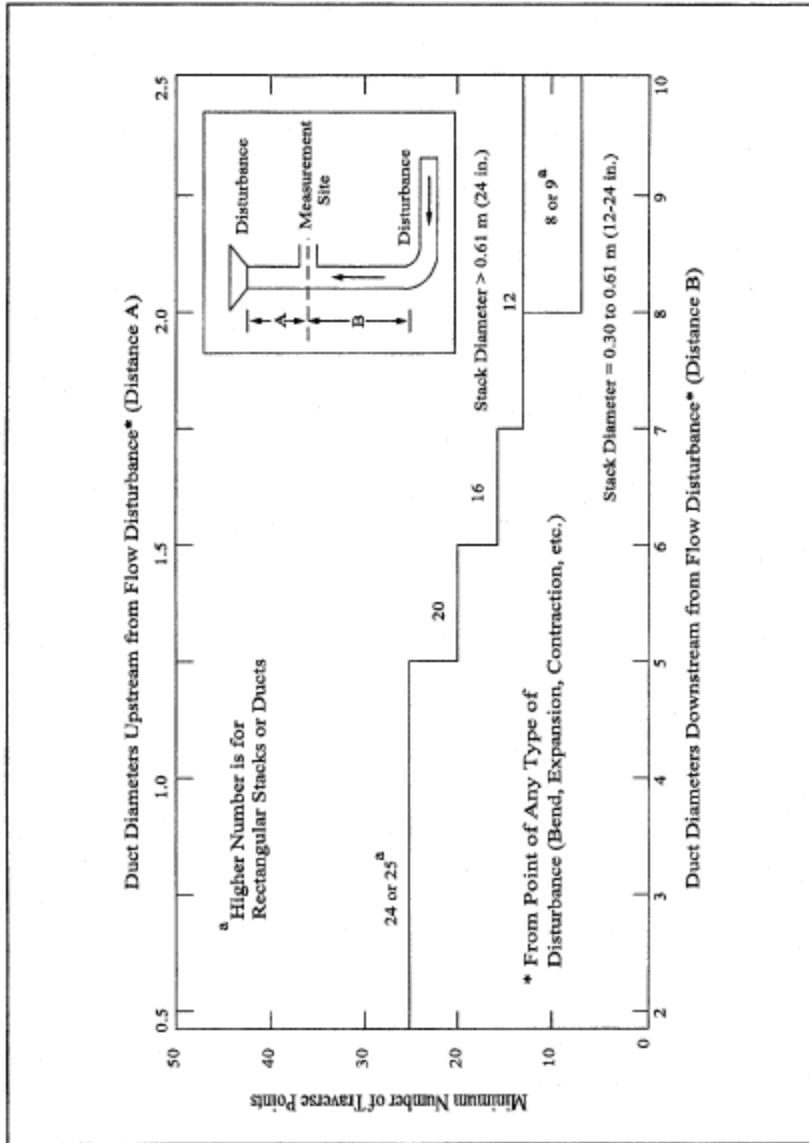 Duct Diameters Upstream from Flow Disturbance* (Distance A)
0.5
1.0
1.5
2.0
2.5
50
40
30
20
10
0
Minimum Number of Traverse Points
a Higher Number is for
Rectangular Stacks or Ducts
24 or 25 a
20
16
12
8 or 9 a
Stack Diameter > 0.61 m (24 in.)
Stack Diameter = 0.30 to 0.61 m (12-24 in.)
Disturbance
Measurement
Site
Disturbance
A
B
* From Point of Any Type of
Disturbance (Bend, Expansion, Contraction, etc.)
2
3
4
5
6
7
8
9
10
Duct Diameters Downstream from Flow Disturbance* (Distance B)